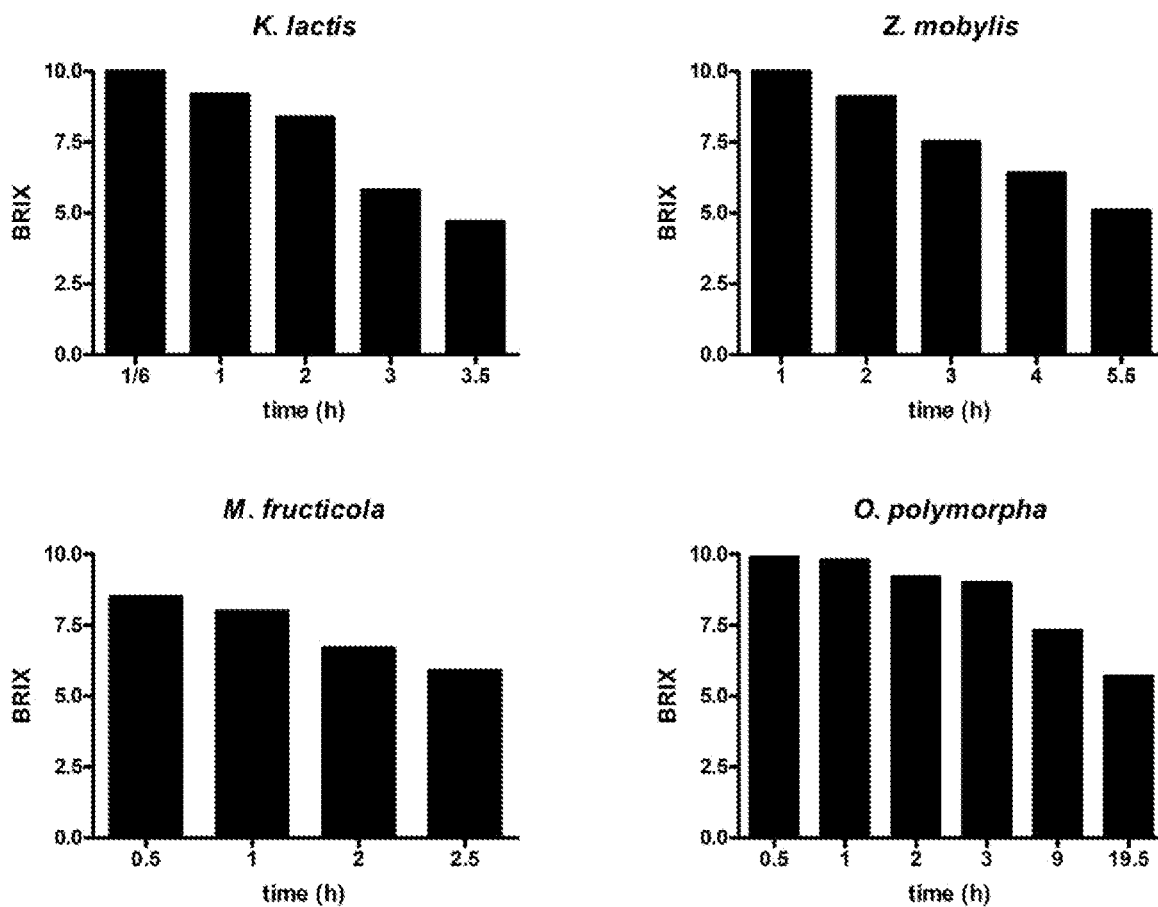 K. lactis
10.0
7.5
5.0
2.5
0.0
BRIX
1/6 1 2 3 3.5
time (h)
Z. mobylis
10.0
7.5
5.0
2.5
0.0
BRIX
1 2 3 4 5.5
time (h)
M. fructicola
10.0
7.5
5.0
2.5
0.0
BRIX
0.5 1 2 2.5
time (h)
O. polymorpha
10.0
7.5
5.0
2.5
0.0
BRIX
0.5 1 2 3 9 19.5
time (h)